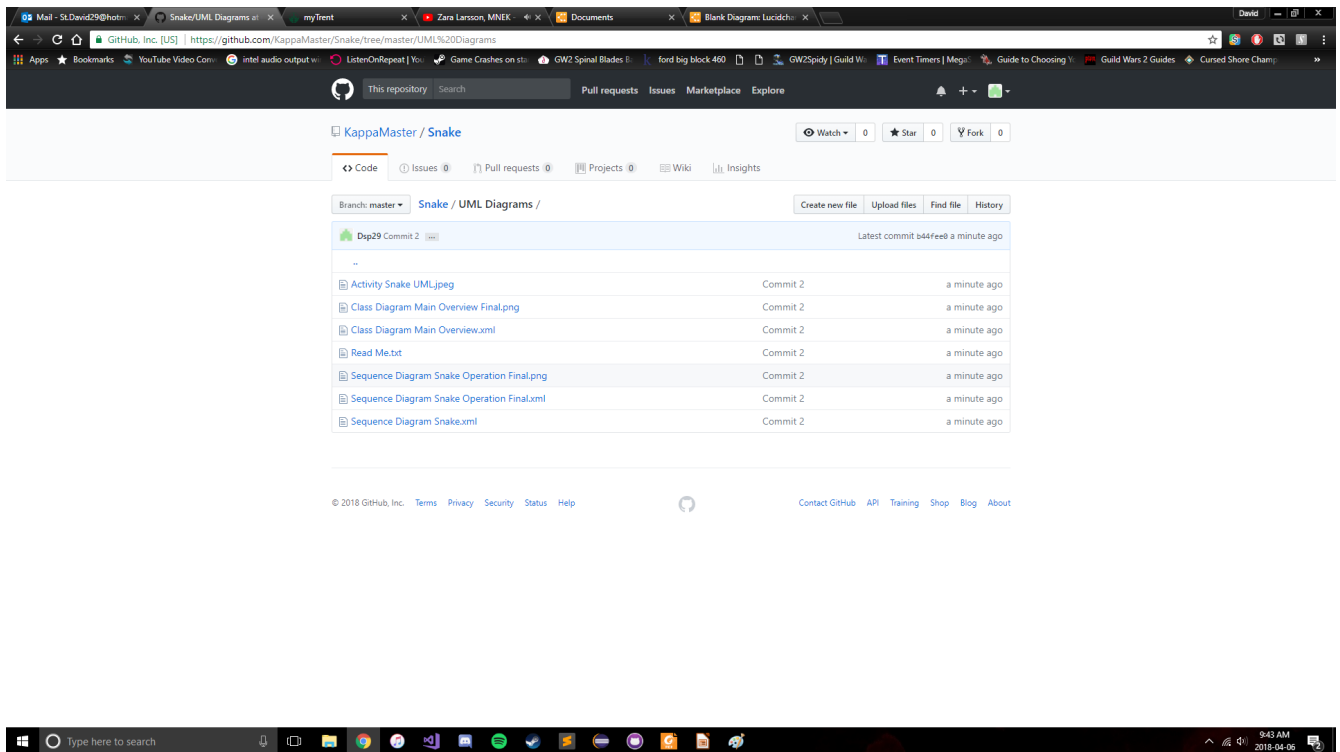 Mail - St.David29@hotm
Snake/UML Diagrams at
myTrent
Zara Larsson, MNEK -
Documents
Blank Diagram: Lucidcha
David
GitHub, Inc. [US] | https://github.com/KappaMaster/Snake/tree/master/UML%20Diagrams
Apps Bookmarks YouTube Video Conv intel audio output wi ListenOnRepeat | You Game Crashes on sta GW2 Spinal Blades B ford big block 460 GW2Spidy | Guild Wa Event Timers | MegaS Guide to Choosing Y Guild Wars 2 Guides Cursed Shore Champ »
This repository Search Pull requests Issues Marketplace Explore
KappaMaster / Snake
Watch 0 Star 0 Fork 0
Code Issues 0 Pull requests 0 Projects 0 Wiki Insights
Branch: master Snake / UML Diagrams / Create new file Upload files Find file History
Dsp29 Commit 2 ... Latest commit b44fee0 a minute ago
..
Activity Snake UML.jpeg Commit 2 a minute ago
Class Diagram Main Overview Final.png Commit 2 a minute ago
Class Diagram Main Overview.xml Commit 2 a minute ago
Read Me.txt Commit 2 a minute ago
Sequence Diagram Snake Operation Final.png Commit 2 a minute ago
Sequence Diagram Snake Operation Final.xml Commit 2 a minute ago
Sequence Diagram Snake.xml Commit 2 a minute ago
© 2018 GitHub, Inc. Terms Privacy Security Status Help Contact GitHub API Training Shop Blog About
Type here to search
9:43 AM
2018-04-06